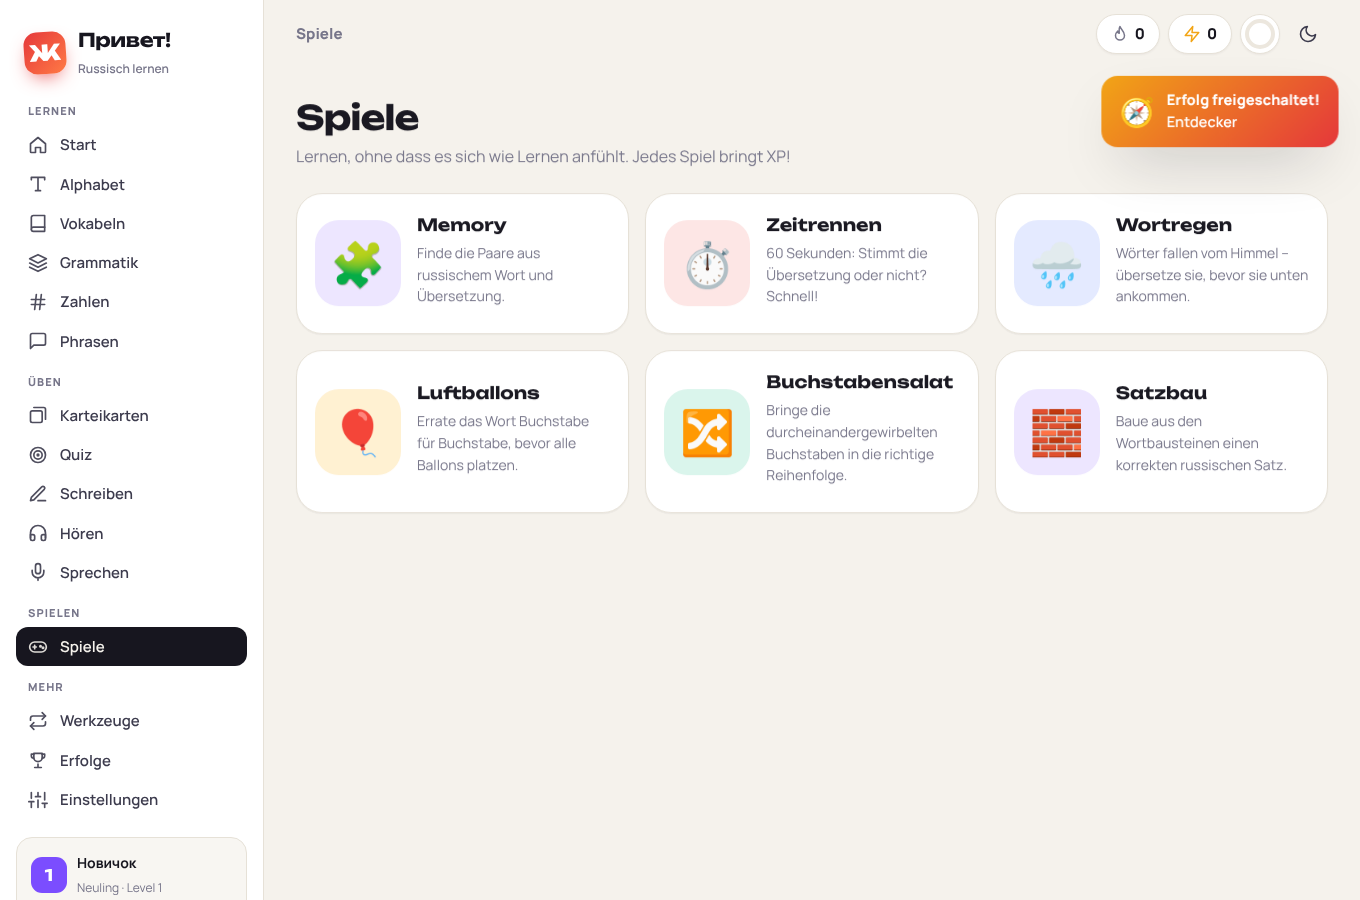 Ж
Привет!
Russisch lernen
LERNEN
Start
Alphabet
Vokabeln
Grammatik
Zahlen
Phrasen
ÜBEN
Karteikarten
Quiz
Schreiben
Hören
Sprechen
SPIELEN
Spiele
MEHR
Werkzeuge
Erfolge
Einstellungen
1
Новичок
Neuling · Level 1
Spiele
0
0
Erfolg freigeschaltet!
Entdecker
Spiele
Lernen, ohne dass es sich wie Lernen anfühlt. Jedes Spiel bringt XP!
Memory
Finde die Paare aus
russischem Wort und
Übersetzung.
Zeitrennen
60 Sekunden: Stimmt die
Übersetzung oder nicht?
Schnell!
Wortregen
Wörter fallen vom Himmel –
übersetze sie, bevor sie unten
ankommen.
Luftballons
Errate das Wort Buchstabe
für Buchstabe, bevor alle
Ballons platzen.
Buchstabensalat
Bringe die
durcheinandergewirbelten
Buchstaben in die richtige
Reihenfolge.
Satzbau
Baue aus den
Wortbausteinen einen
korrekten russischen Satz.